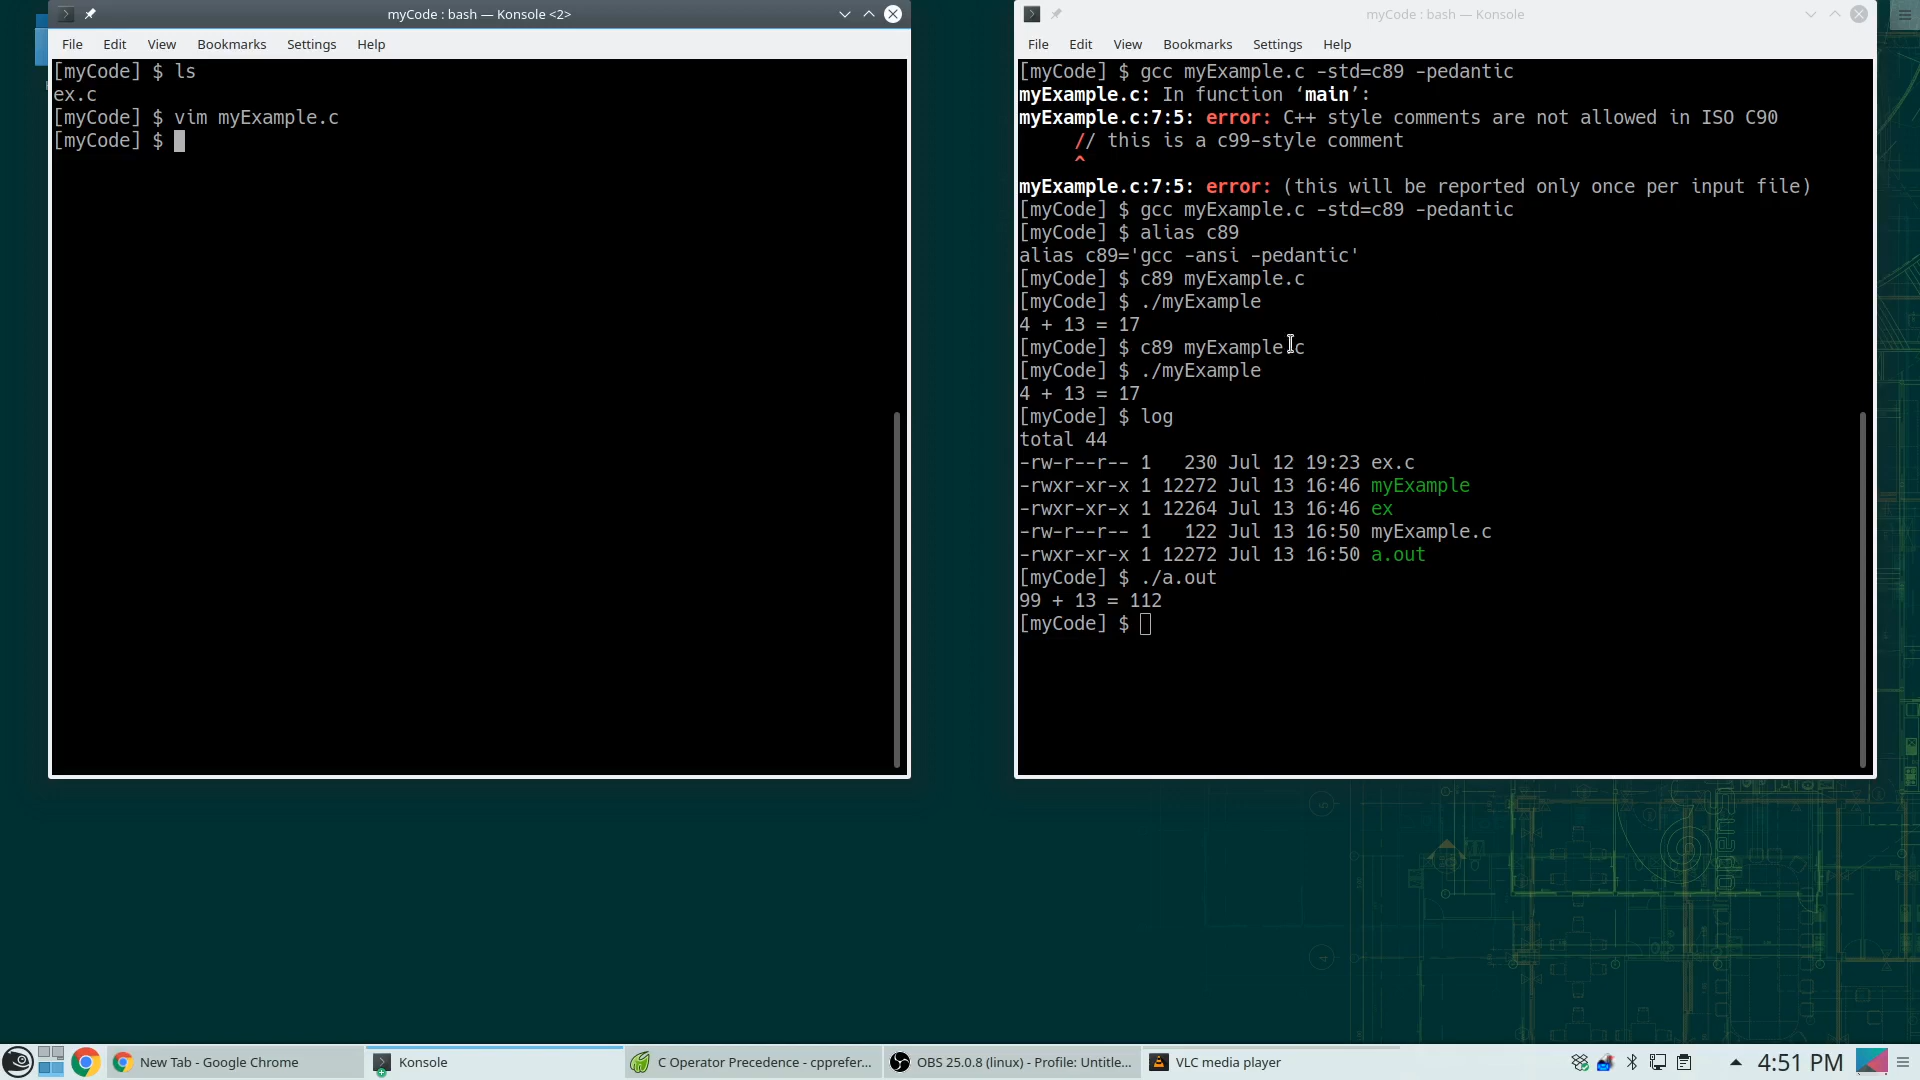 myCode : bash — Konsole <2>
File Edit View Bookmarks Settings Help
[myCode] $ ls
ex.c
[myCode] $ vim myExample.c
[myCode] $
myCode : bash — Konsole
File Edit View Bookmarks Settings Help
[myCode] $ gcc myExample.c -std=c89 -pedantic
myExample.c: In function ‘main’:
myExample.c:7:5: error: C++ style comments are not allowed in ISO C90
// this is a c99-style comment
^
myExample.c:7:5: error: (this will be reported only once per input file)
[myCode] $ gcc myExample.c -std=c89 -pedantic
[myCode] $ alias c89
alias c89='gcc -ansi -pedantic'
[myCode] $ c89 myExample.c
[myCode] $ ./myExample
4 + 13 = 17
[myCode] $ c89 myExample.c
[myCode] $ ./myExample
4 + 13 = 17
[myCode] $ log
total 44
-rw-r--r-- 1 230 Jul 12 19:23 ex.c
-rwxr-xr-x 1 12272 Jul 13 16:46 myExample
-rwxr-xr-x 1 12264 Jul 13 16:46 ex
-rw-r--r-- 1 122 Jul 13 16:50 myExample.c
-rwxr-xr-x 1 12272 Jul 13 16:50 a.out
[myCode] $ ./a.out
99 + 13 = 112
[myCode] $
New Tab - Google Chrome
Konsole
C Operator Precedence - cpprefer...
OBS 25.0.8 (linux) - Profile: Untitle...
VLC media player
4:51 PM